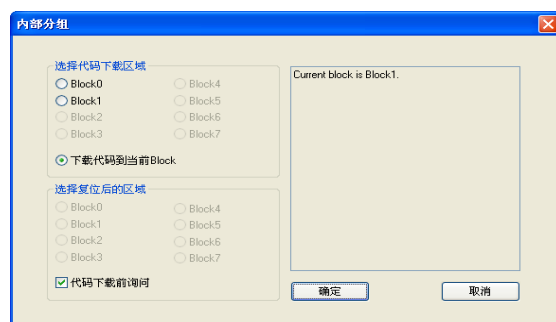 内部分组
选择代码下载区域
Block0 Block4
Block1 Block5
Block2 Block6
Block3 Block7
下载代码到当前Block
选择复位后的区域
Block0 Block4
Block1 Block5
Block2 Block6
Block3 Block7
代码下载前询问
Current block is Block1.
确定 取消